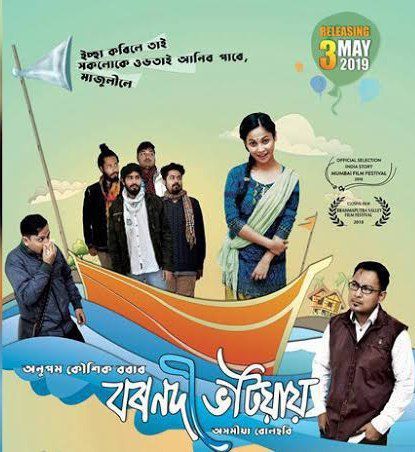 ইচ্ছা কৰিলে তাই
সকলোকে ওভতাই আনিব পাৰে,
মাজুলীলৈ
RELEASING
3 MAY
2019
OFFICIAL SELECTION
INDIA STORY
MUMBAI FILM FESTIVAL
2018
CLOSING FILM
BRAHMAPUTRA VALLEY
FILM FESTIVAL
2018
অনুপম কৌশিক বৰাৰ
বৰনদী ভটিয়ায়
অসমীয়া বোলছবি